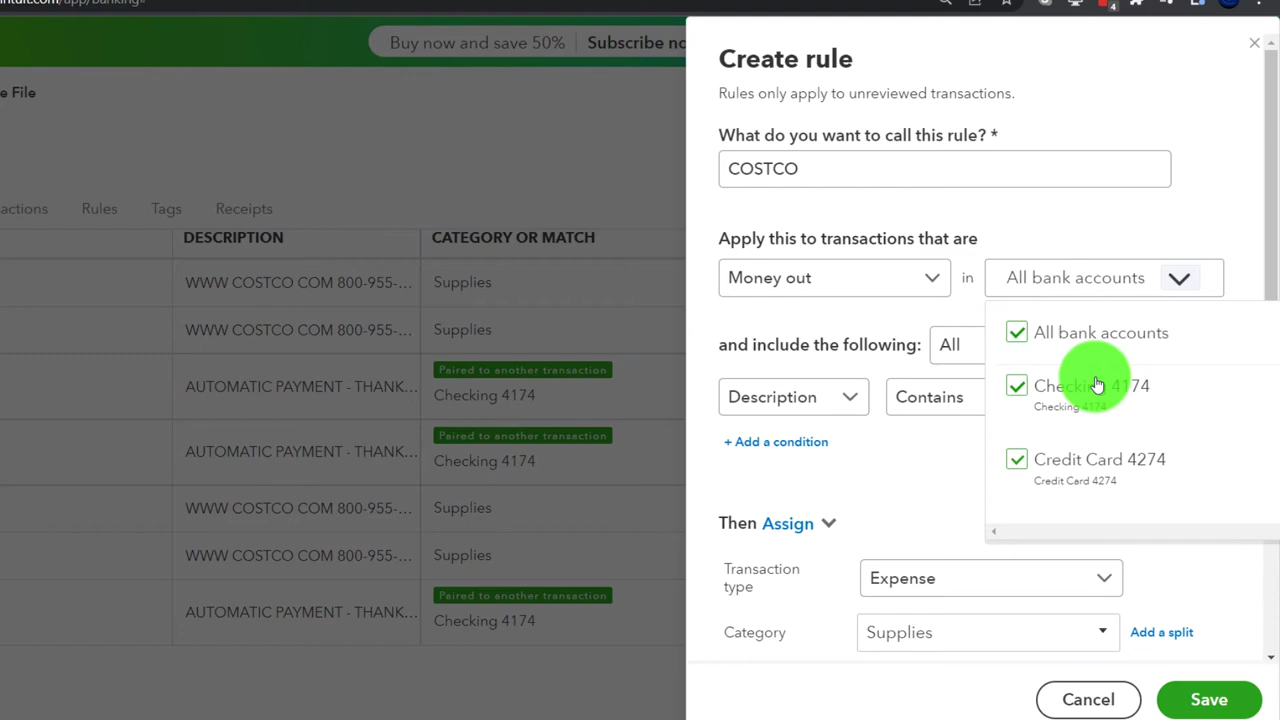 Buy now and save 50% Subscribe no
4
e File
actions Rules Tags Receipts
DESCRIPTION CATEGORY OR MATCH
WWW COSTCO COM 800-955-... Supplies
WWW COSTCO COM 800-955-... Supplies
Paired to another transaction
AUTOMATIC PAYMENT - THANK... Checking 4174
Paired to another transaction
AUTOMATIC PAYMENT - THANK... Checking 4174
WWW COSTCO COM 800-955-... Supplies
WWW COSTCO COM 800-955-... Supplies
Paired to another transaction
AUTOMATIC PAYMENT - THANK... Checking 4174
Create rule
Rules only apply to unreviewed transactions.
What do you want to call this rule? *
COSTCO
Apply this to transactions that are
Money out in All bank accounts
All bank accounts
Checking 4174
Checking 4174
Credit Card 4274
Credit Card 4274
and include the following: All
Description Contains
+ Add a condition
Then Assign
Transaction
type
Expense
Category Supplies Add a split
Cancel Save